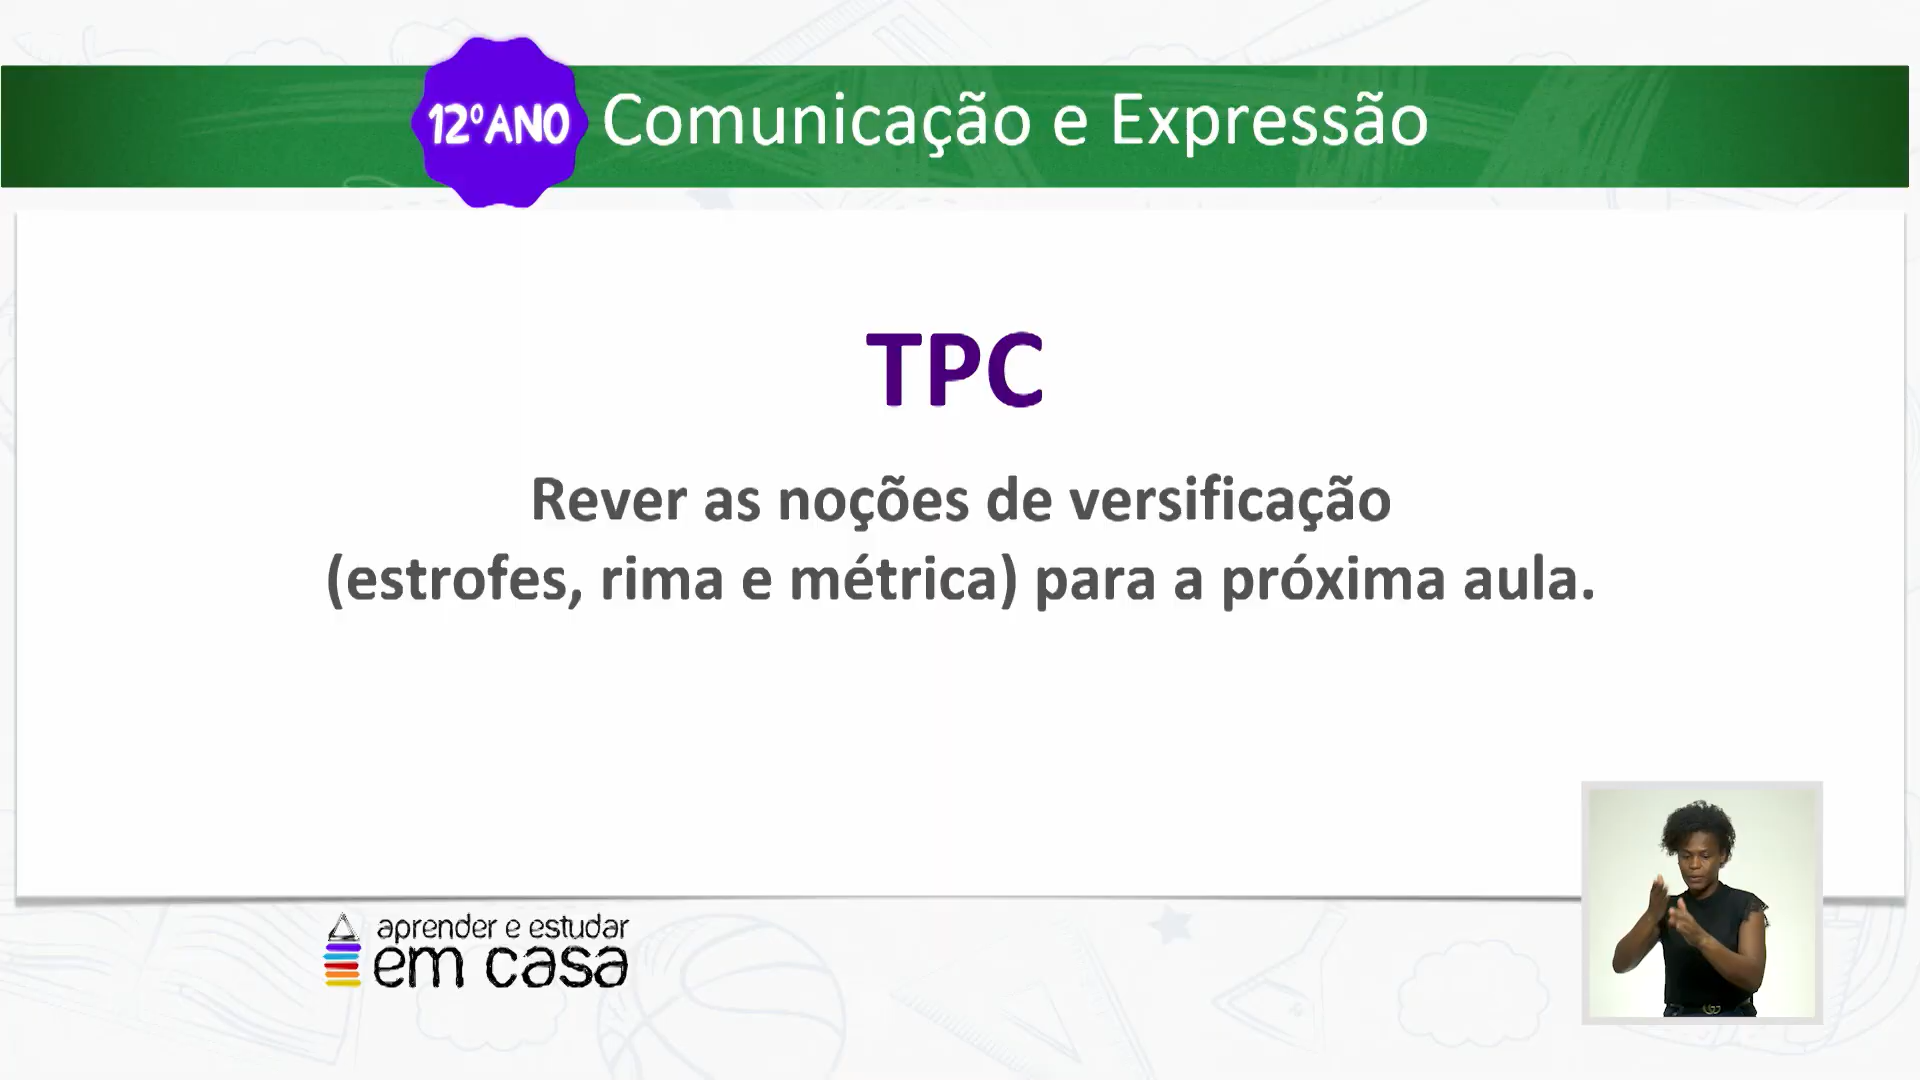 12ºANO Comunicação e Expressão
TPC
Rever as noções de versificação
(estrofes, rima e métrica) para a próxima aula.
aprender e estudar
em casa